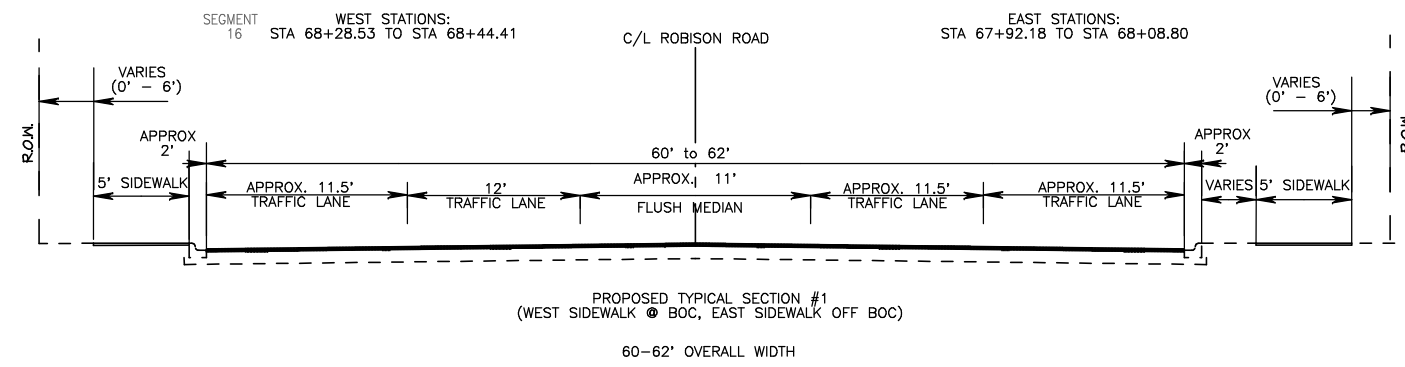 SEGMENT
16
WEST STATIONS:
STA 68+28.53 TO STA 68+44.41
C/L ROBISON ROAD
EAST STATIONS:
STA 67+92.18 TO STA 68+08.80
VARIES
(0' - 6')
VARIES
(0' - 6')
R.O.W.
APPROX
2'
60' to 62'
APPROX
2'
5' SIDEWALK
APPROX. 11.5'
TRAFFIC LANE
12'
TRAFFIC LANE
APPROX. 11'
FLUSH MEDIAN
APPROX. 11.5'
TRAFFIC LANE
APPROX. 11.5'
TRAFFIC LANE
VARIES
5' SIDEWALK
PROPOSED TYPICAL SECTION #1
(WEST SIDEWALK @ BOC, EAST SIDEWALK OFF BOC)
60-62' OVERALL WIDTH